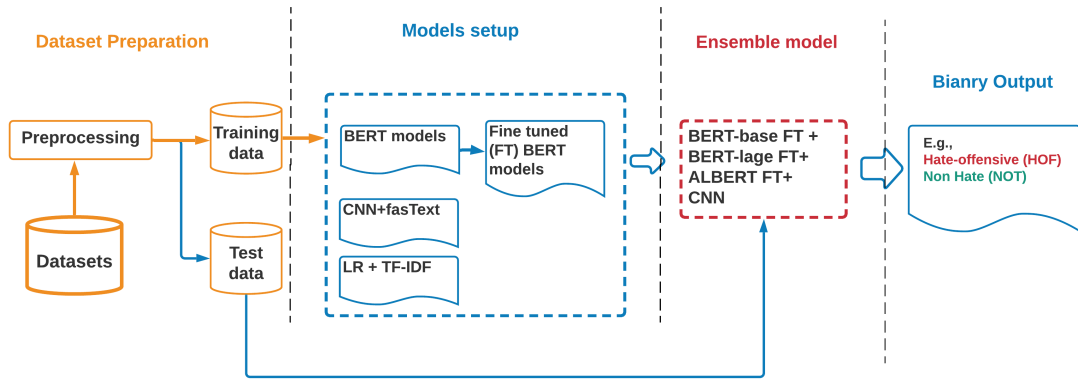 Dataset Preparation
Models setup
Ensemble model
Bianry Output
Preprocessing
Datasets
Training
data
Test
data
BERT models
Fine tuned
(FT) BERT
models
CNN+fasText
LR + TF-IDF
BERT-base FT +
BERT-lage FT+
ALBERT FT+
CNN
E.g.,
Hate-offensive (HOF)
Non Hate (NOT)